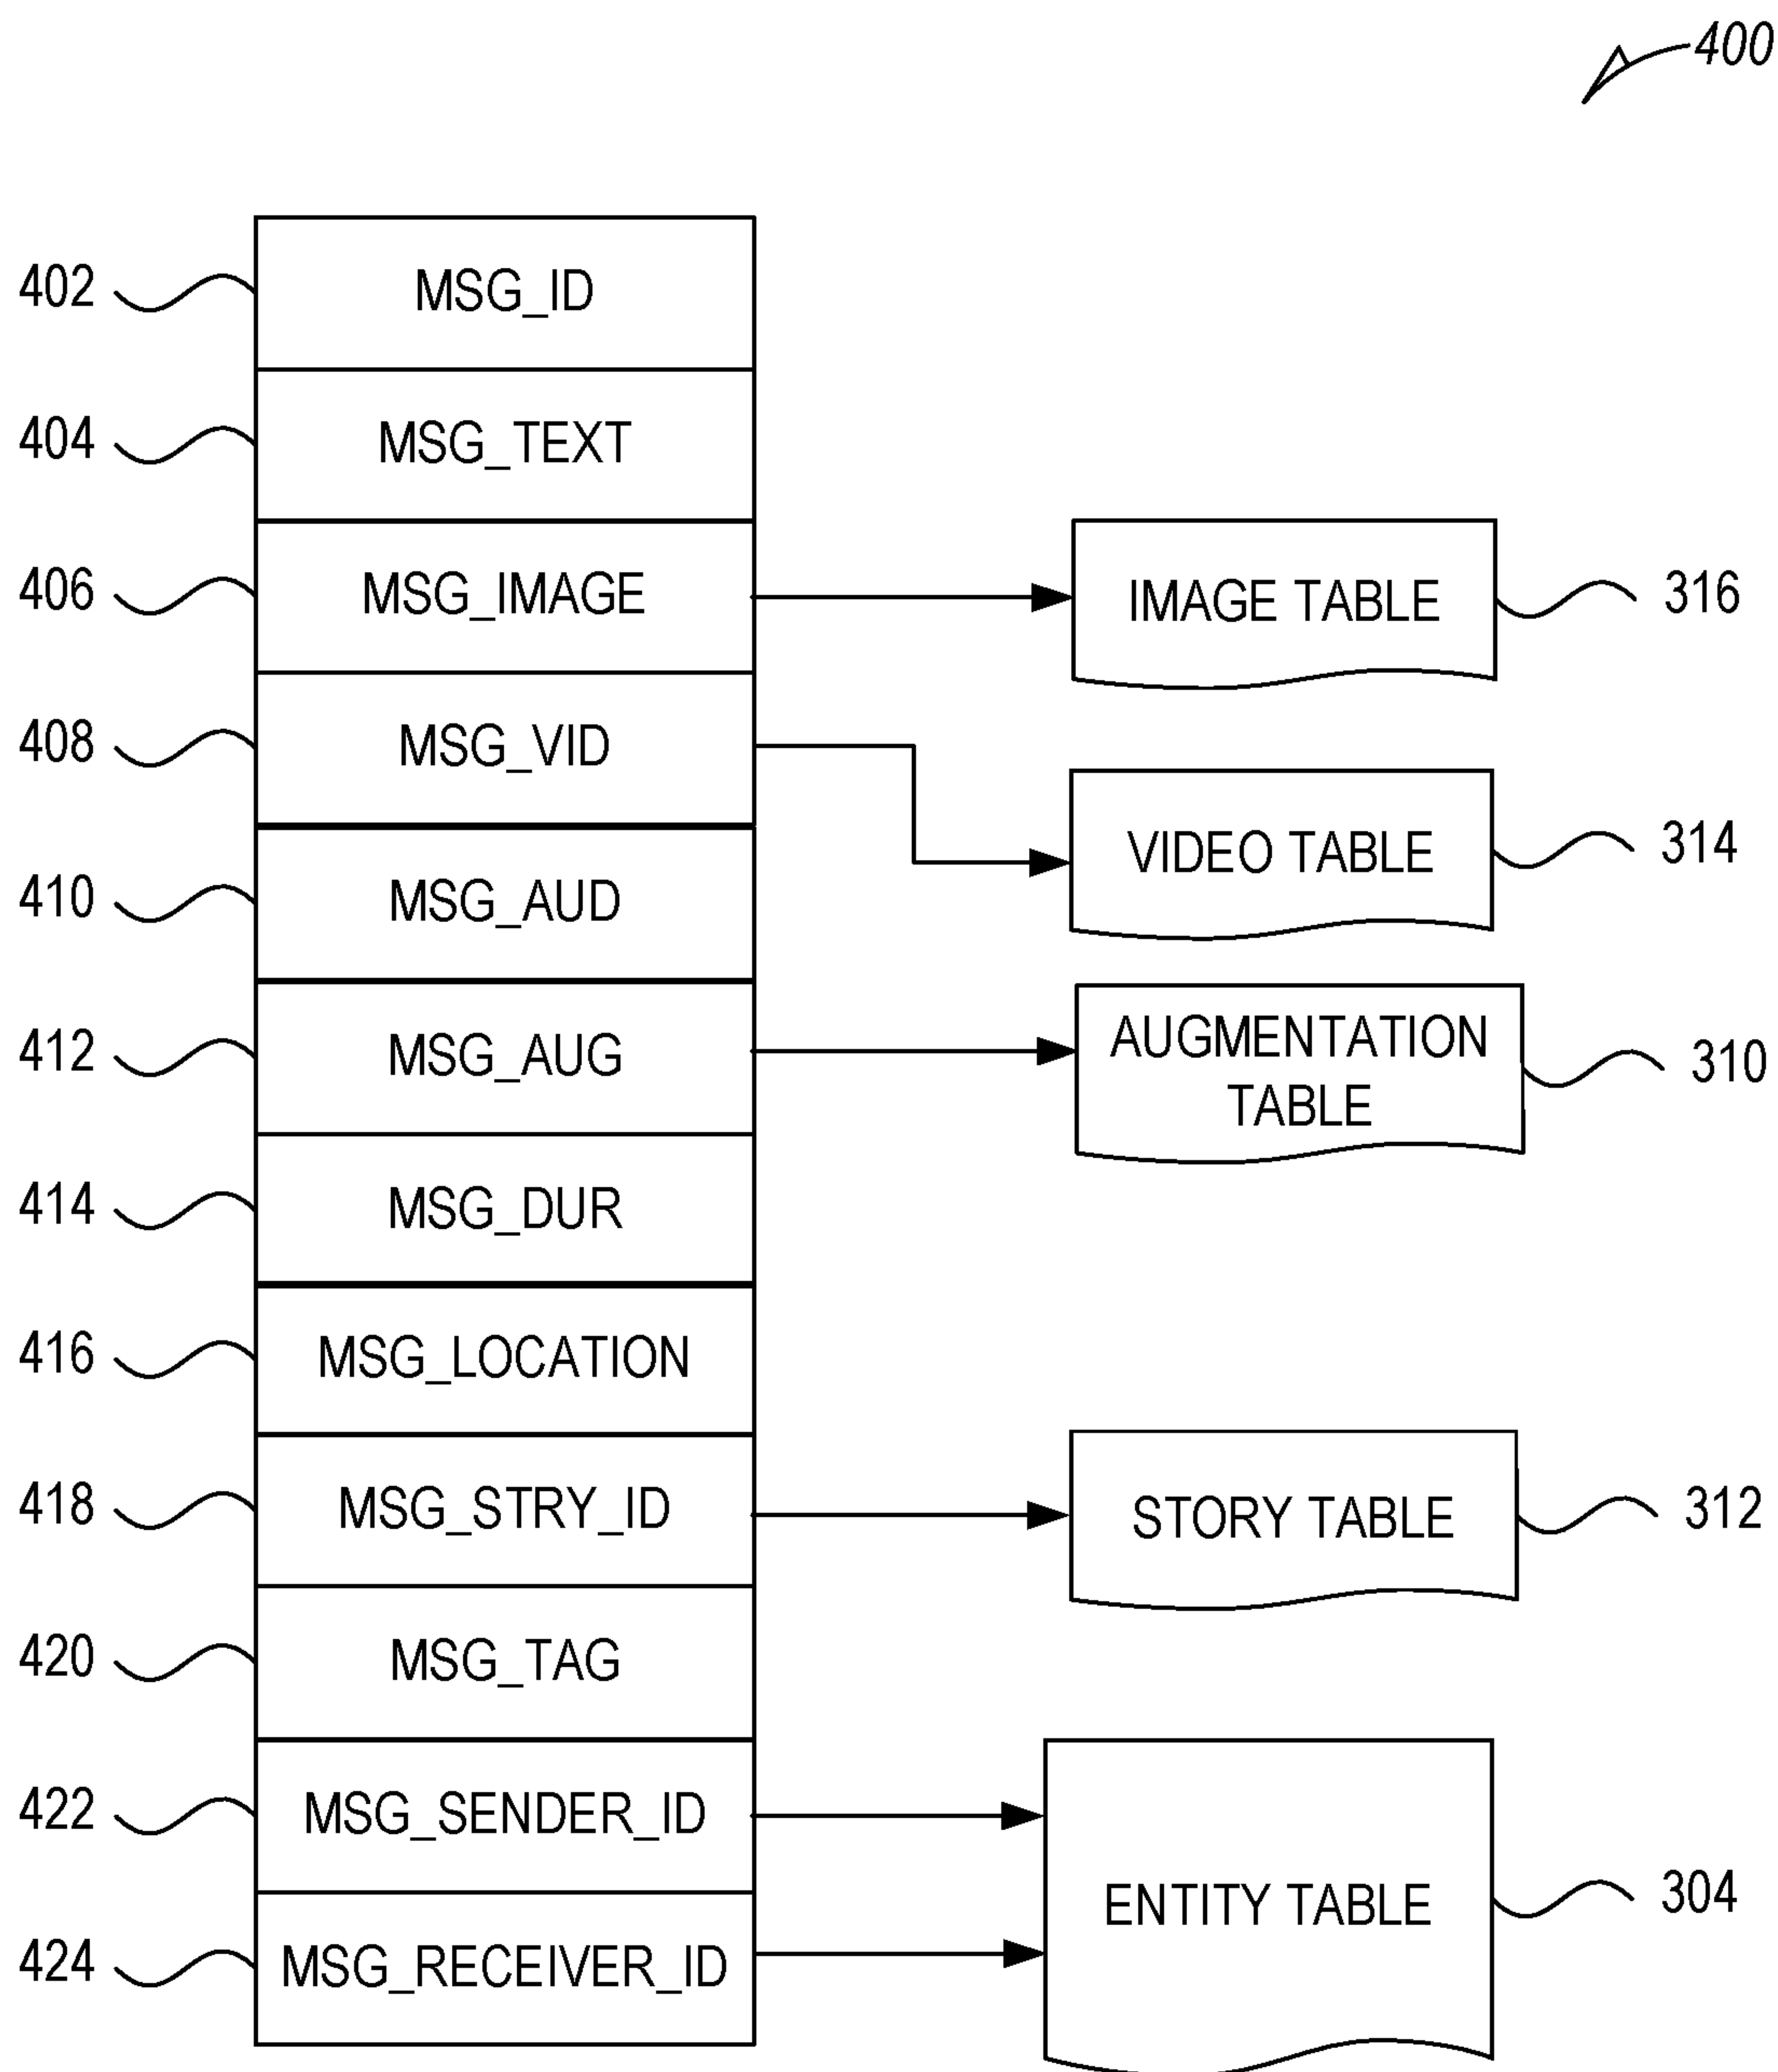 400
402 MSG_ID
404 MSG_TEXT
406 MSG_IMAGE IMAGE TABLE 316
408 MSG_VID
VIDEO TABLE 314
410 MSG_AUD
412 MSG_AUG AUGMENTATION TABLE 310
414 MSG_DUR
416 MSG_LOCATION
418 MSG_STRY_ID STORY TABLE 312
420 MSG_TAG
422 MSG_SENDER_ID
ENTITY TABLE 304
424 MSG_RECEIVER_ID